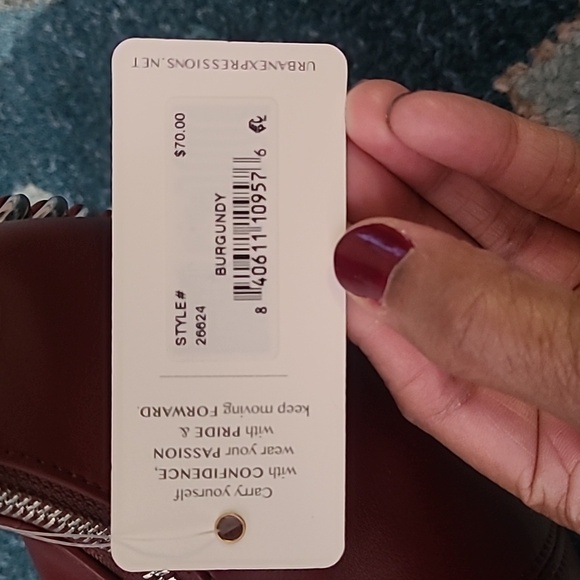 Carry yourself
with CONFIDENCE,
wear your PASSION
with PRIDE &
keep moving FORWARD.
STYLE# $70.00
26624
BURGUNDY
8 40611 10957 6
URBANEXPRESSIONS.NET